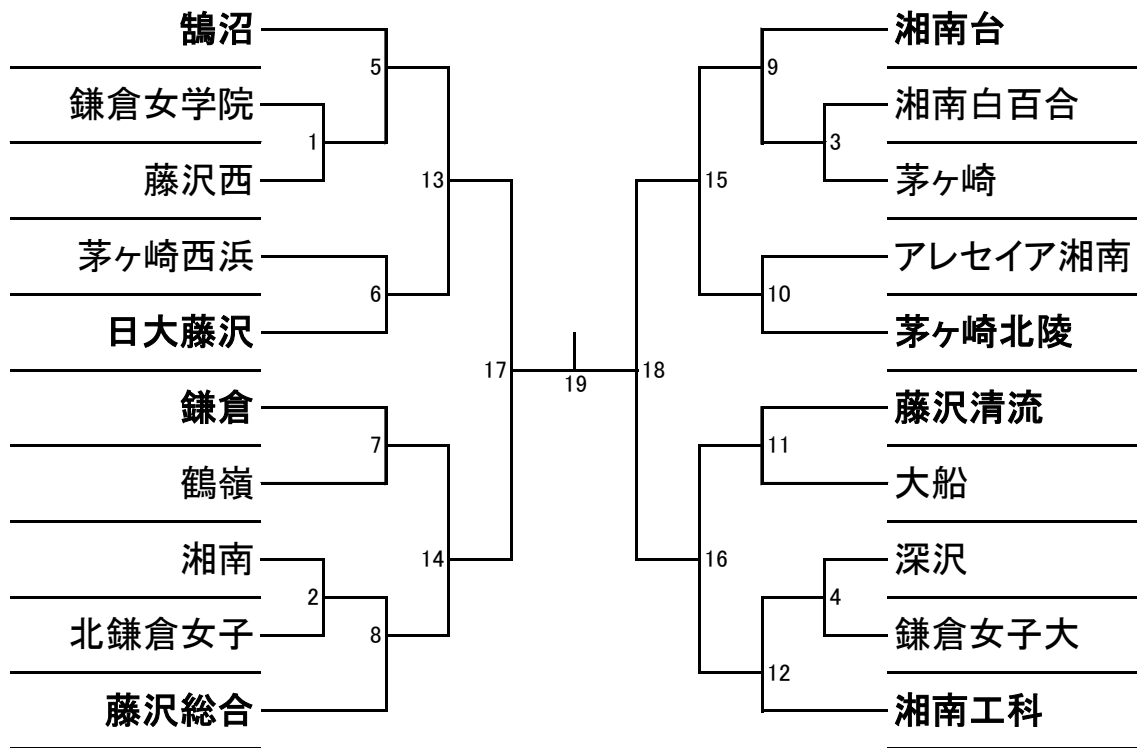 鵠沼
鎌倉女学院
藤沢西
茅ヶ崎西浜
日大藤沢
鎌倉
鶴嶺
湘南
北鎌倉女子
藤沢総合
1
2
5
6
7
8
13
14
17
19
18
15
16
9
10
11
12
3
4
湘南台
湘南白百合
茅ヶ崎
アレセイア湘南
茅ヶ崎北陵
藤沢清流
大船
深沢
鎌倉女子大
湘南工科